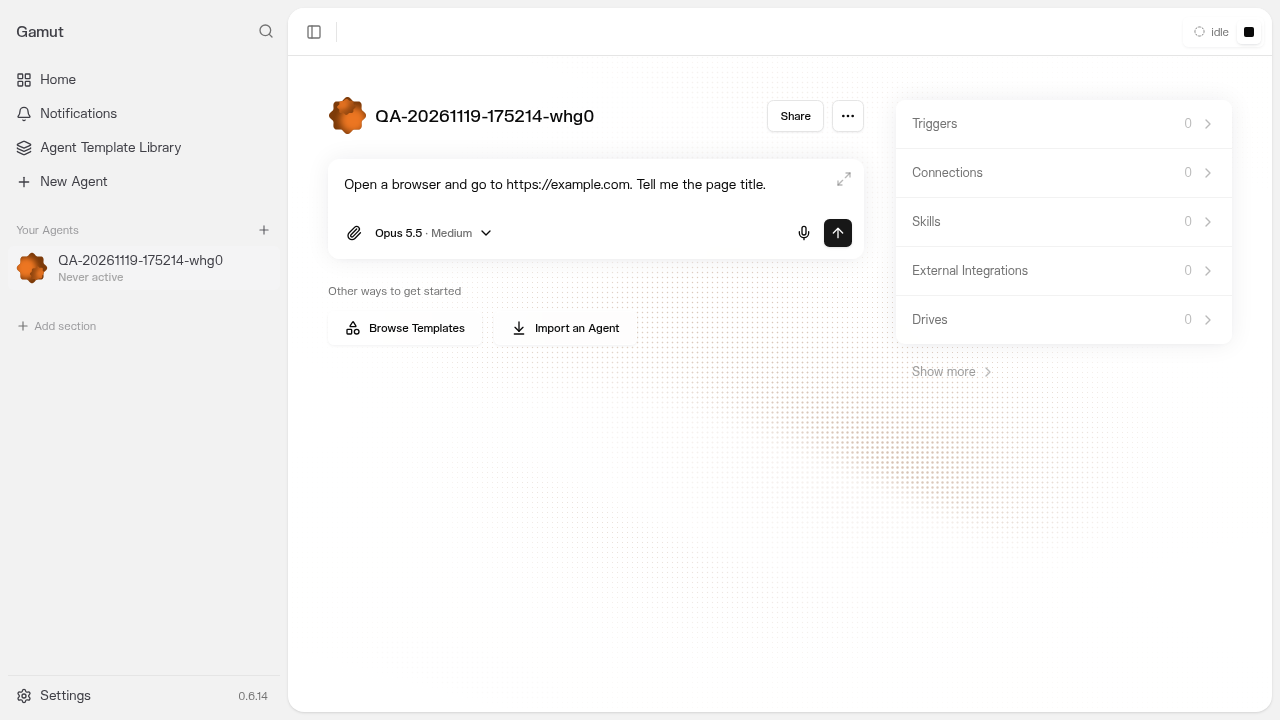 Gamut
Home
Notifications
Agent Template Library
New Agent
Your Agents
QA-20261119-175214-whg0
Never active
Add section
Settings
0.6.14
idle
QA-20261119-175214-whg0
Share
Open a browser and go to https://example.com. Tell me the page title.
Opus 5.5 · Medium
Other ways to get started
Browse Templates
Import an Agent
Triggers 0
Connections 0
Skills 0
External Integrations 0
Drives 0
Show more